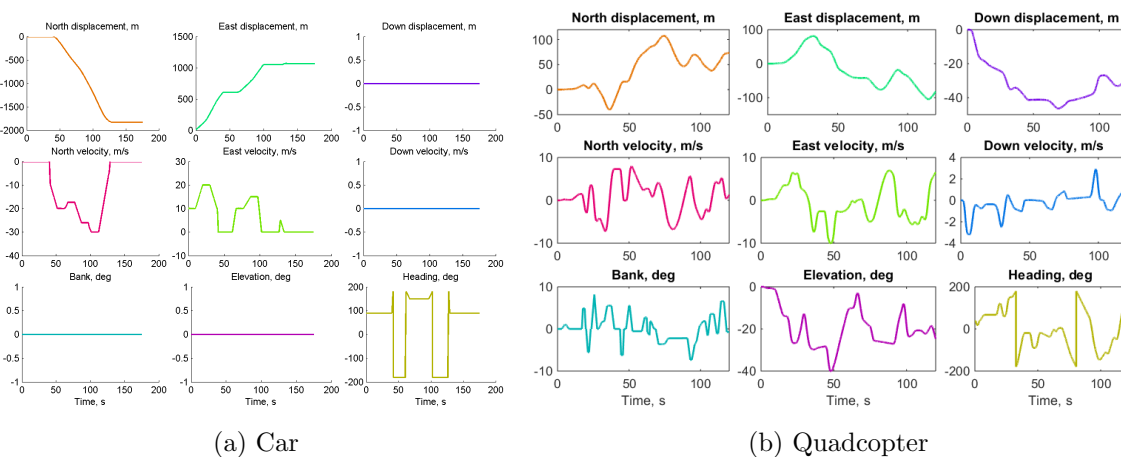 North displacement, m East displacement, m Down displacement, m
0 -500 -1000 -1500 -2000
0 50 100 150 200
1500 1000 500 0
0 50 100 150 200
1 0.5 0 -0.5 -1
0 50 100 150 200
North velocity, m/s East velocity, m/s Down velocity, m/s
0 -10 -20 -30 -40
0 50 100 150 200
30 20 10 0 -10
0 50 100 150 200
1 0.5 0 -0.5 -1
0 50 100 150 200
Bank, deg Elevation, deg Heading, deg
1 0.5 0 -0.5 -1
0 50 100 150 200
1 0.5 0 -0.5 -1
0 50 100 150 200
200 100 0 -100 -200
0 50 100 150 200
Time, s Time, s Time, s
(a) Car
North displacement, m East displacement, m Down displacement, m
100 50 0 -50
0 50 100
100 0 -100
0 50 100
0 -20 -40
0 50 100
North velocity, m/s East velocity, m/s Down velocity, m/s
10 0 -10
0 50 100
10 0 -10
0 50 100
4 2 0 -2 -4
0 50 100
Bank, deg Elevation, deg Heading, deg
10 0 -10
0 50 100
0 -20 -40
0 50 100
200 0 -200
0 50 100
Time, s Time, s Time, s
(b) Quadcopter